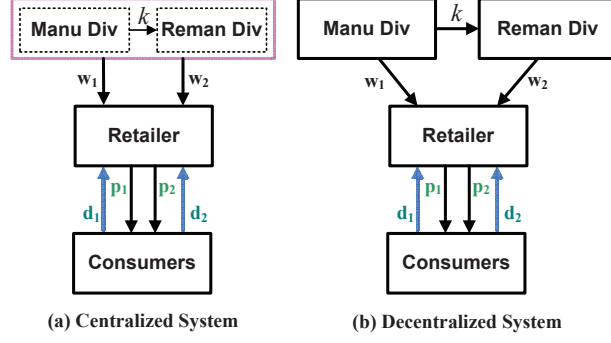 Manu Div
k
Reman Div
w1
w2
Retailer
p1
p2
d1
d2
Consumers
(a) Centralized System
Manu Div
k
Reman Div
w1
w2
Retailer
p1
p2
d1
d2
Consumers
(b) Decentralized System